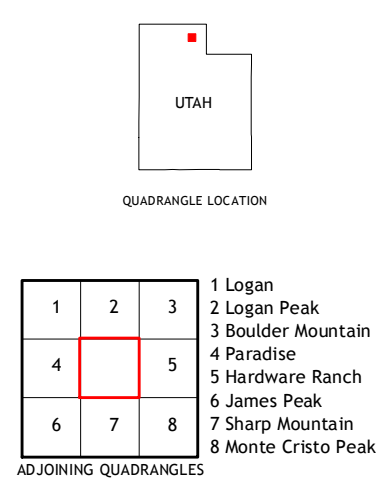 UTAH
QUADRANGLE LOCATION
1 2 3
4 5
6 7 8
1 Logan
2 Logan Peak
3 Boulder Mountain
4 Paradise
5 Hardware Ranch
6 James Peak
7 Sharp Mountain
8 Monte Cristo Peak
ADJOINING QUADRANGLES